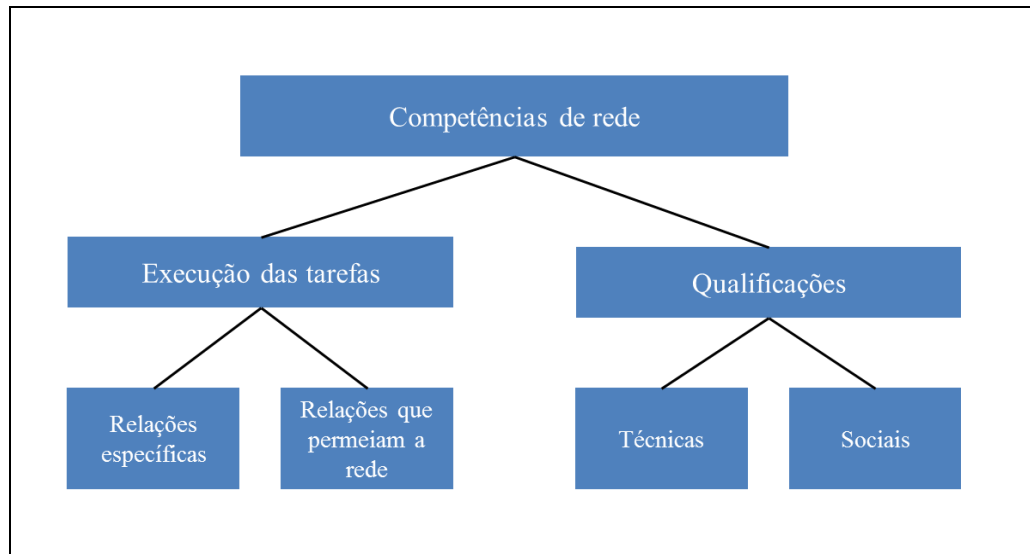 Competências de rede
Execução das tarefas
Qualificações
Relações
específicas
Relações que
permeiam a
rede
Técnicas
Sociais